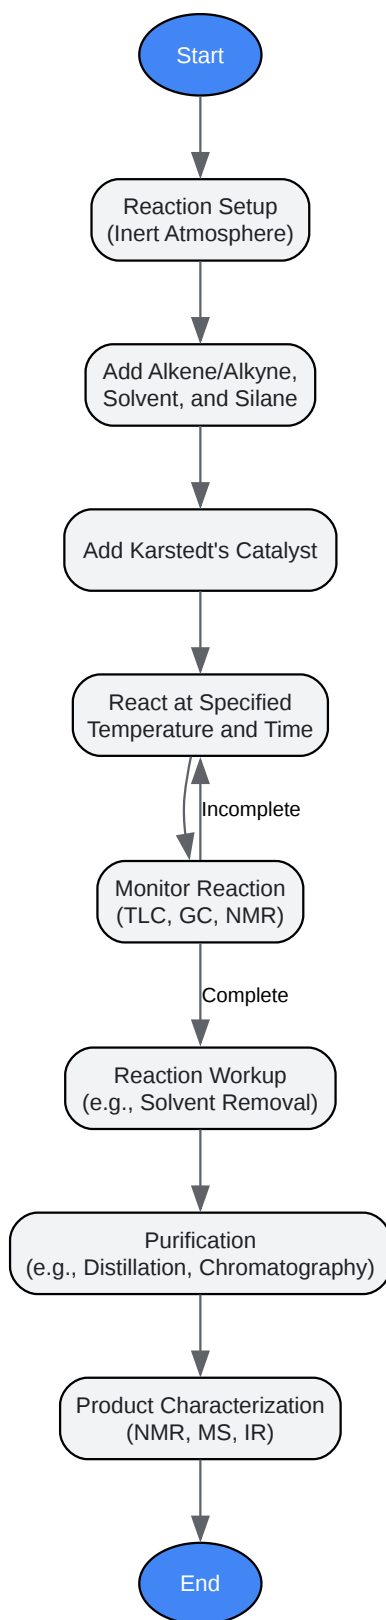 Start
Reaction Setup
(Inert Atmosphere)
Add Alkene/Alkyne,
Solvent, and Silane
Add Karstedt's Catalyst
React at Specified
Temperature and Time
Incomplete
Monitor Reaction
(TLC, GC, NMR)
Complete
Reaction Workup
(e.g., Solvent Removal)
Purification
(e.g., Distillation, Chromatography)
Product Characterization
(NMR, MS, IR)
End